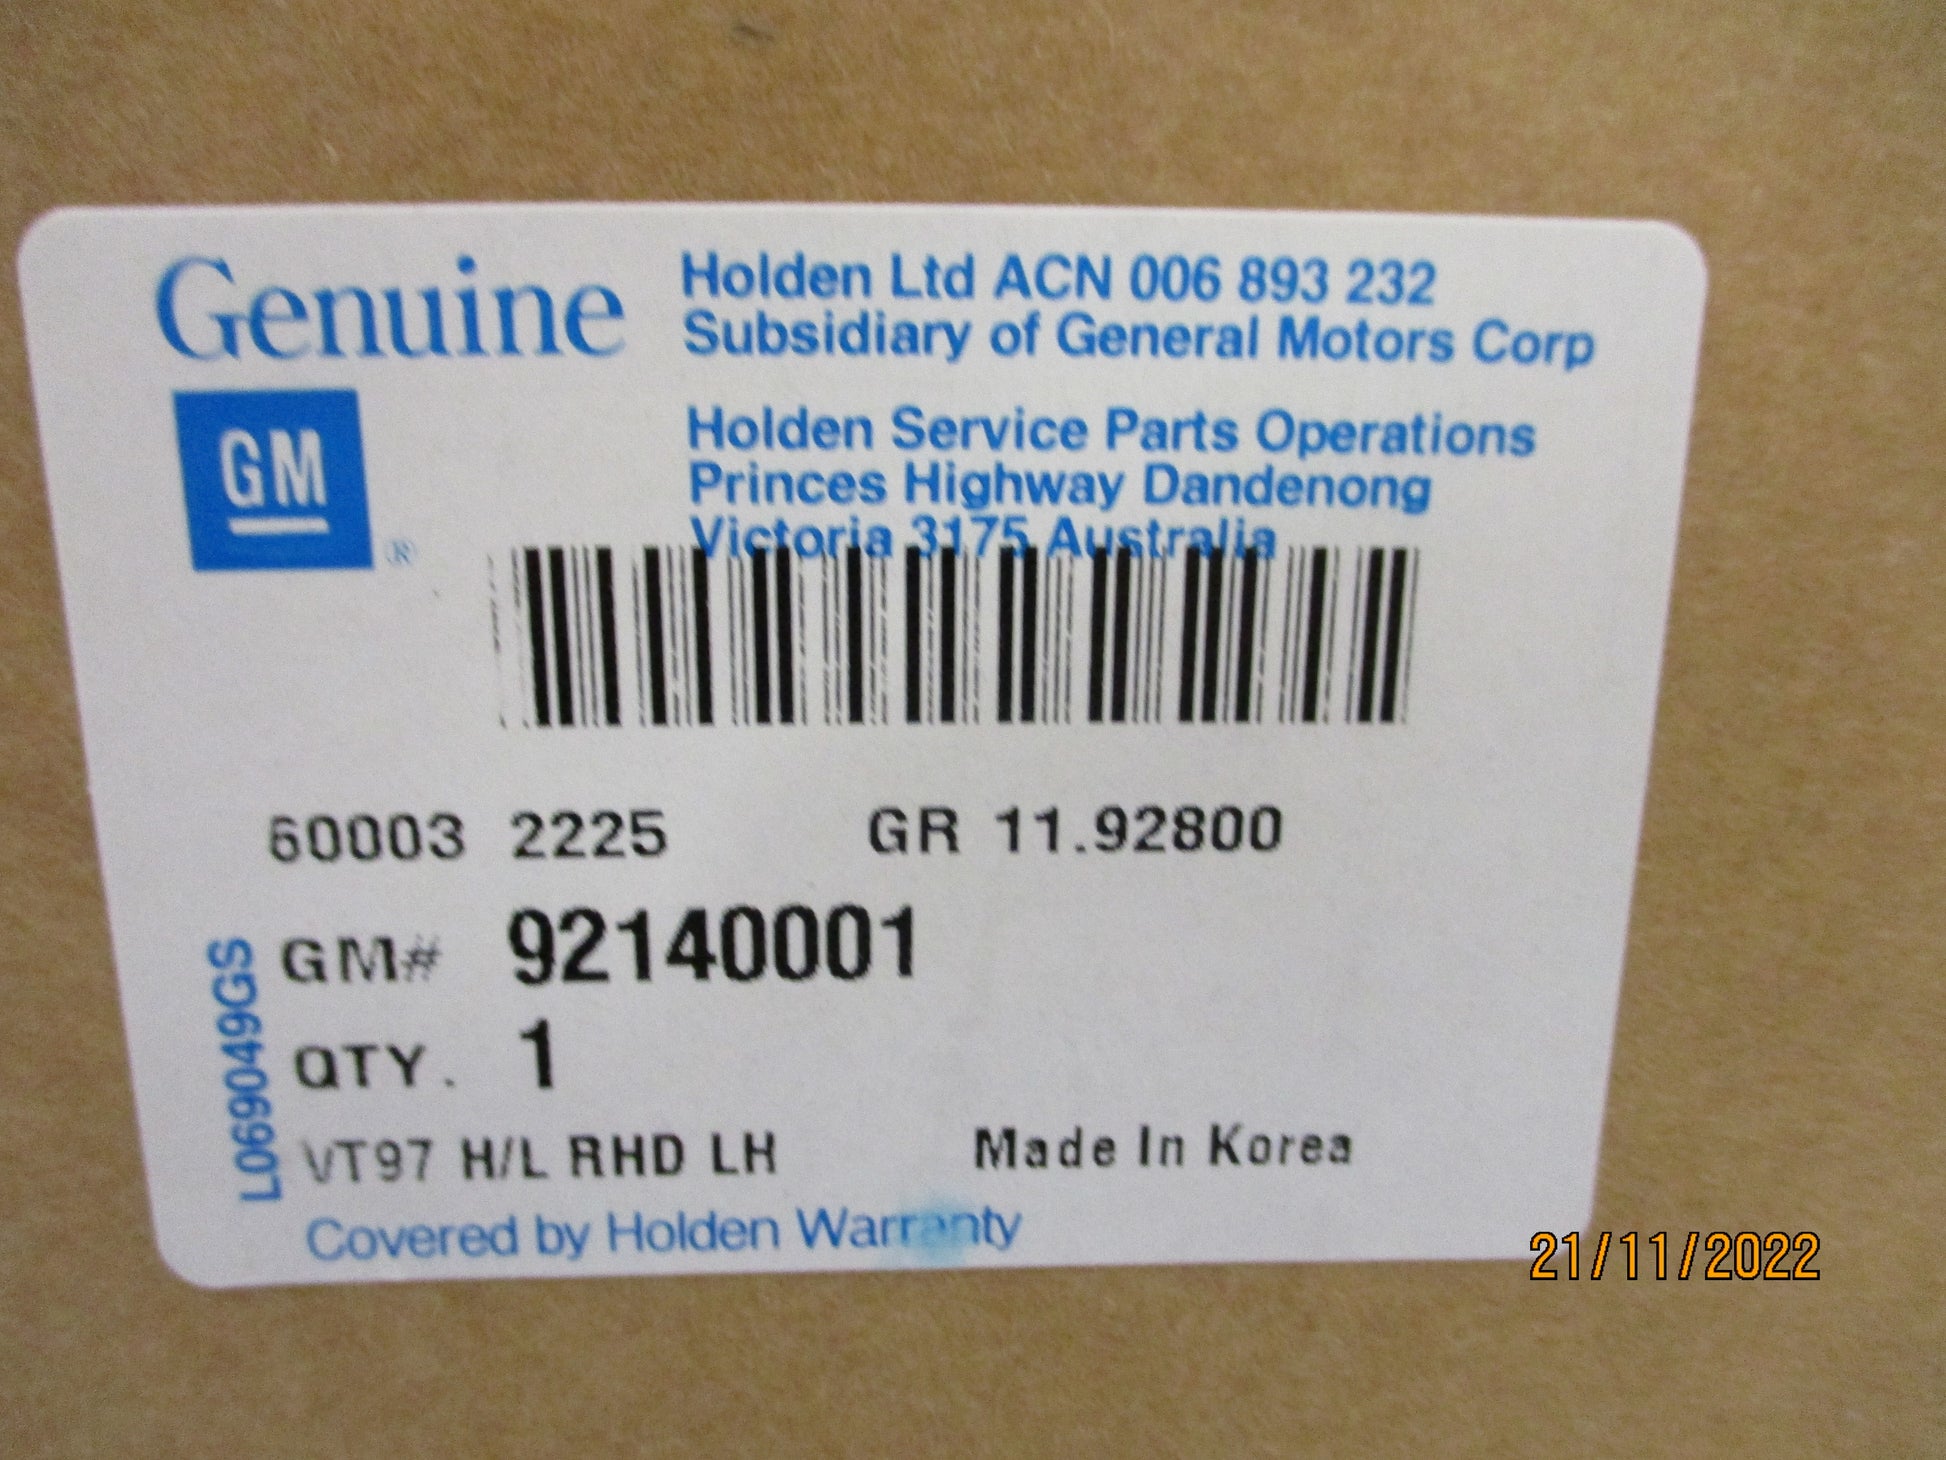 Genuine
GM
®
Holden Ltd ACN 006 893 232
Subsidiary of General Motors Corp
Holden Service Parts Operations
Princes Highway Dandenong
Victoria 3175 Australia
60003 2225 GR 11.92800
GM# 92140001
QTY. 1
VT97 H/L RHD LH Made In Korea
L069049GS
Covered by Holden Warranty
21/11/2022